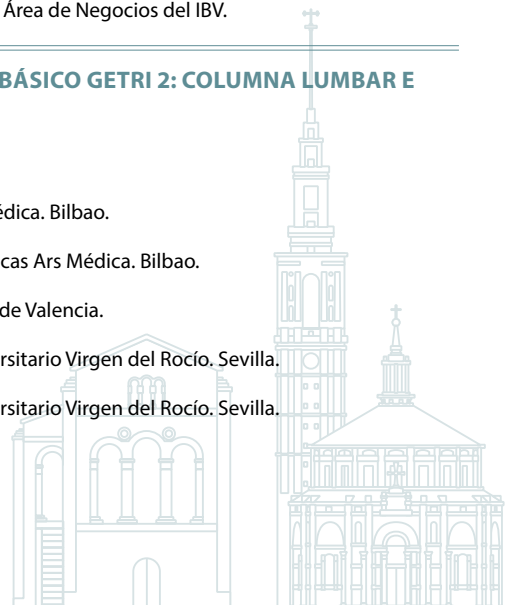 Área de Negocios del IBV.
BÁSICO GETRI 2: COLUMNA LUMBAR E
édica. Bilbao.
cas Ars Médica. Bilbao.
de Valencia.
ersitario Virgen del Rocío. Sevilla.
rsitario Virgen del Rocío. Sevilla.